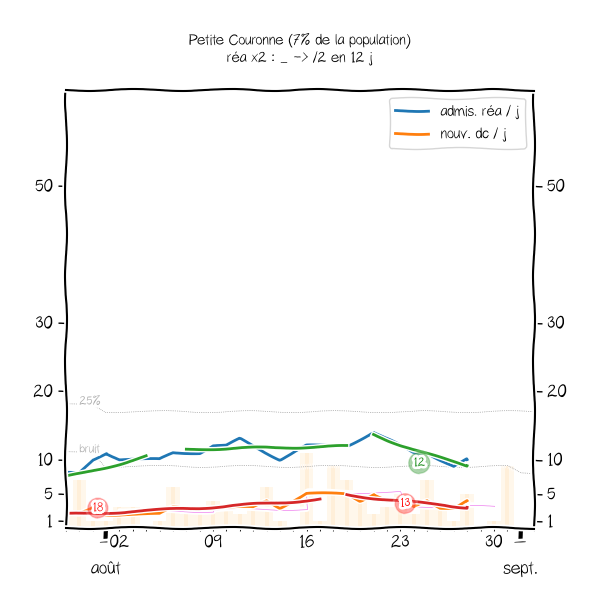 Petite Couronne (7% de la population)
réa x2 : _ -> /2 en 12 j
admis. réa / j
nouv. dc / j
50 50
30 30
20 20
25%
bruit
10 10
12
5 5
18 13
1 1
02 09 16 23 30
août sept.